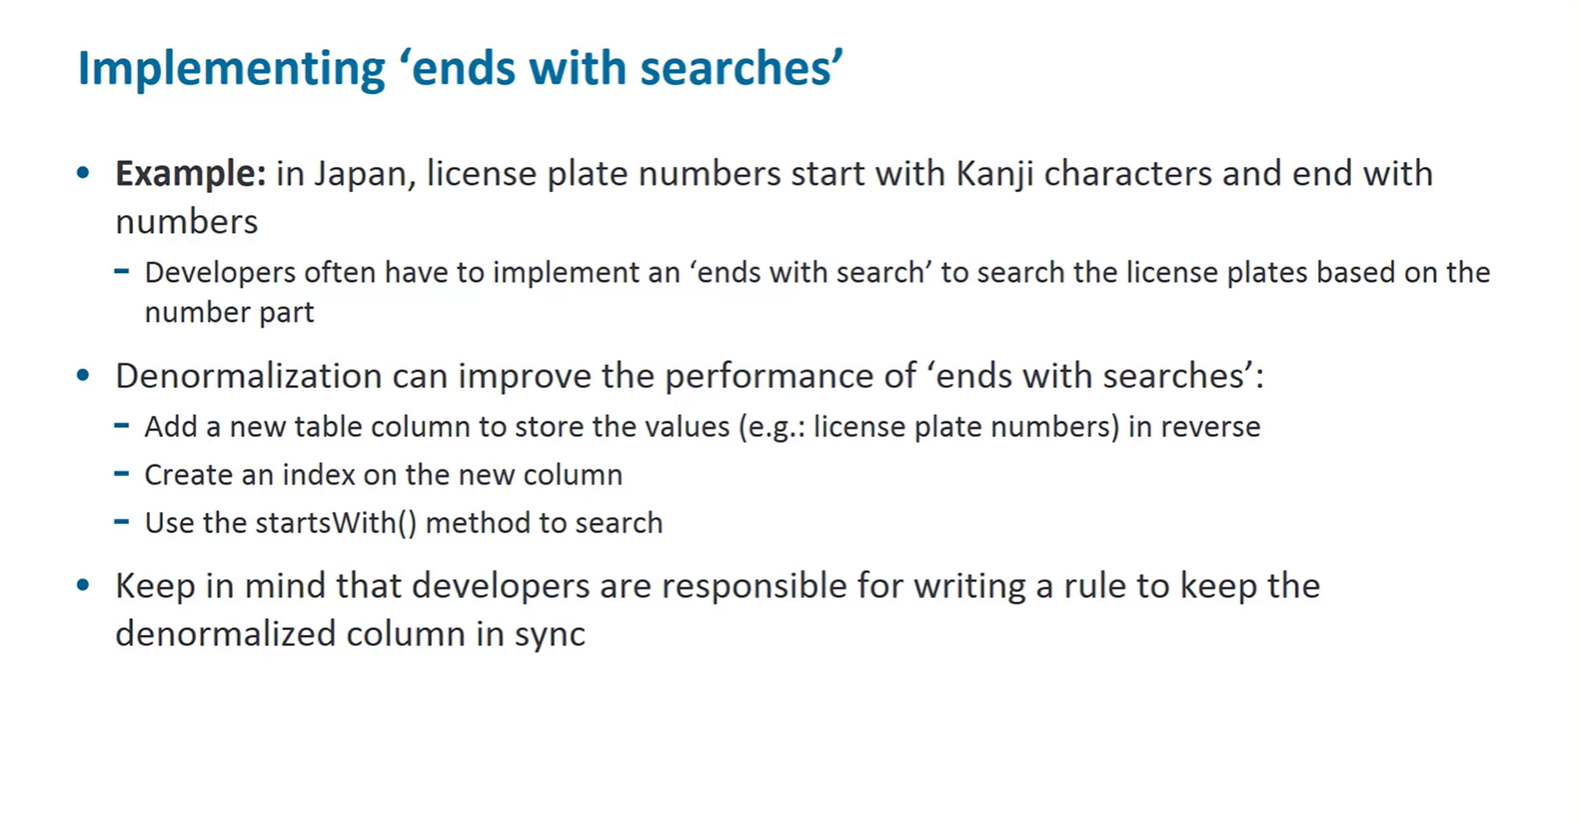 Implementing ‘ends with searches’
• Example: in Japan, license plate numbers start with Kanji characters and end with
numbers
– Developers often have to implement an ‘ends with search’ to search the license plates based on the
number part
• Denormalization can improve the performance of ‘ends with searches’:
– Add a new table column to store the values (e.g.: license plate numbers) in reverse
– Create an index on the new column
– Use the startsWith() method to search
• Keep in mind that developers are responsible for writing a rule to keep the
denormalized column in sync